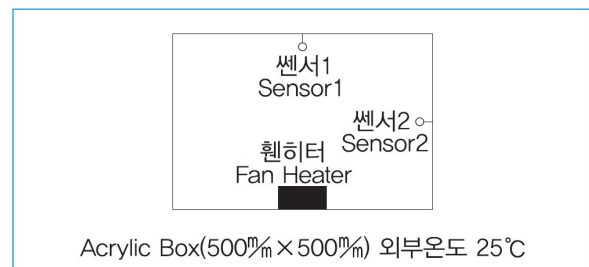 쎈서1
Sensor1
쎈서2
Sensor2
휀히터
Fan Heater
Acrylic Box(500㎜×500㎜) 외부온도 25℃